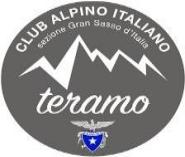 CLUB ALPINO ITALIANO
sezione Gran Sasso d'Italia
teramo